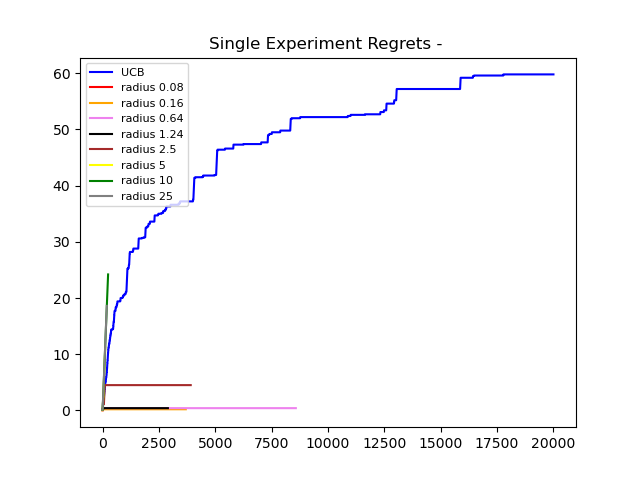 Single Experiment Regrets -
UCB
radius 0.08
radius 0.16
radius 0.64
radius 1.24
radius 2.5
radius 5
radius 10
radius 25
60
50
40
30
20
10
0
0 2500 5000 7500 10000 12500 15000 17500 20000